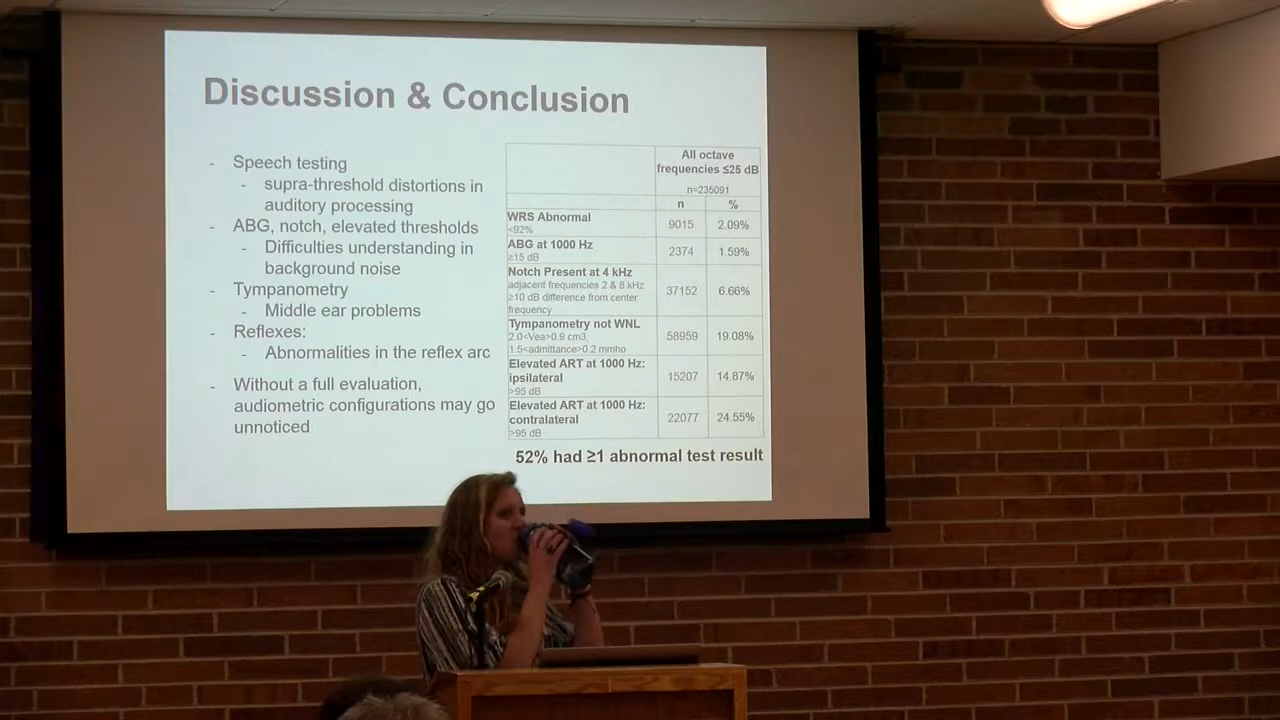 Discussion & Conclusion
- Speech testing
- supra-threshold distortions in
auditory processing
- ABG, notch, elevated thresholds
- Difficulties understanding in
background noise
- Tympanometry
- Middle ear problems
- Reflexes:
- Abnormalities in the reflex arc
- Without a full evaluation,
audiometric configurations may go
unnoticed
All octave
frequencies ≤25 dB
n=235091
n %
WRS Abnormal
<92%
9015 2.09%
ABG at 1000 Hz
≥15 dB
2374 1.59%
Notch Present at 4 kHz
adjacent frequencies 2 & 8 kHz
≥10 dB difference from center
frequency
37152 6.66%
Tympanometry not WNL
2.0<Vea>0.9 cm3,
1.5<admittance>0.2 mmho
58959 19.08%
Elevated ART at 1000 Hz:
ipsilateral
>95 dB
15207 14.87%
Elevated ART at 1000 Hz:
contralateral
>95 dB
22077 24.55%
52% had ≥1 abnormal test result